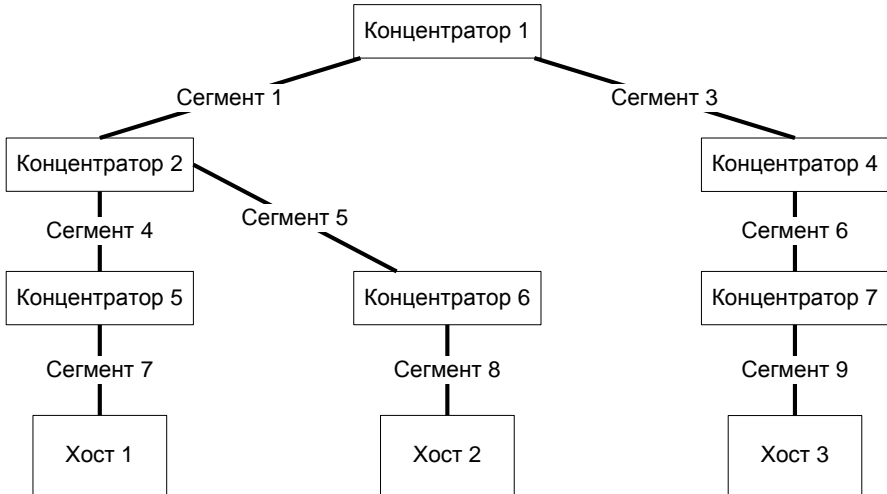 Концентратор 1
Сегмент 1
Сегмент 3
Концентратор 2
Концентратор 4
Сегмент 5
Сегмент 4
Сегмент 6
Концентратор 5
Концентратор 6
Концентратор 7
Сегмент 7
Сегмент 8
Сегмент 9
Хост 1
Хост 2
Хост 3